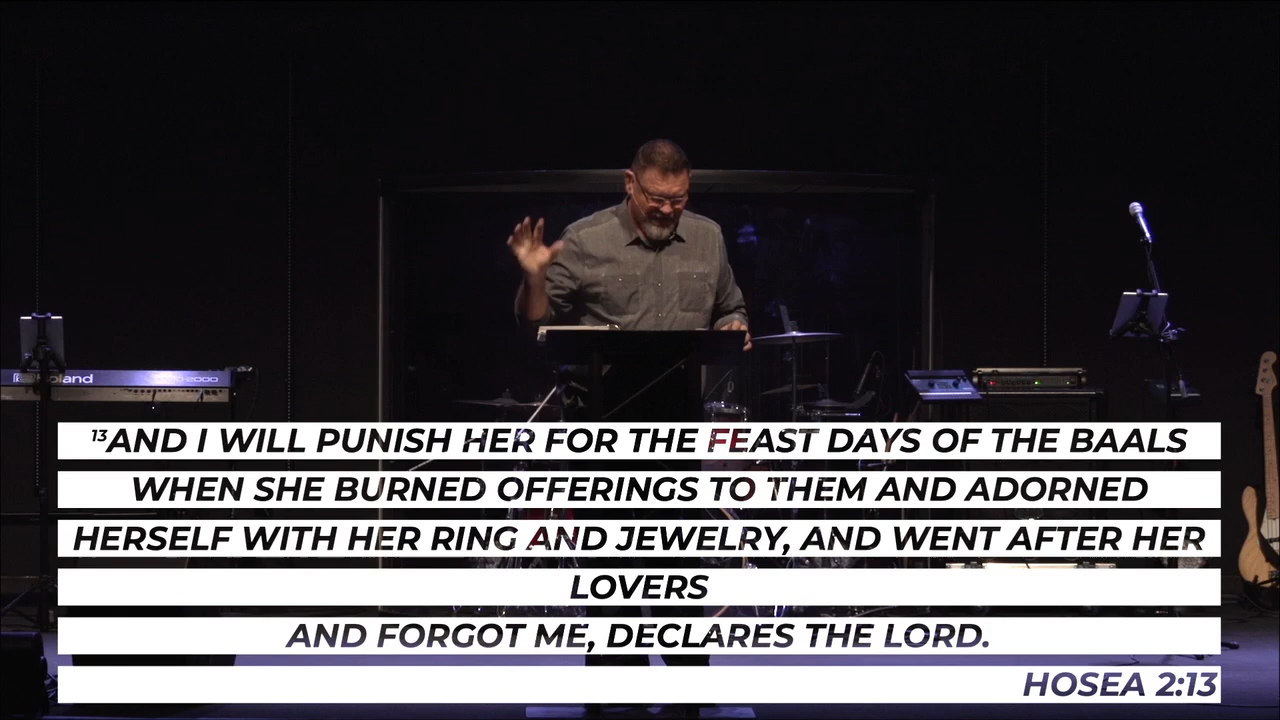 Roland
-2000
¹³AND I WILL PUNISH HER FOR THE FEAST DAYS OF THE BAALS
WHEN SHE BURNED OFFERINGS TO THEM AND ADORNED
HERSELF WITH HER RING AND JEWELRY, AND WENT AFTER HER
LOVERS
AND FORGOT ME, DECLARES THE LORD.
HOSEA 2:13